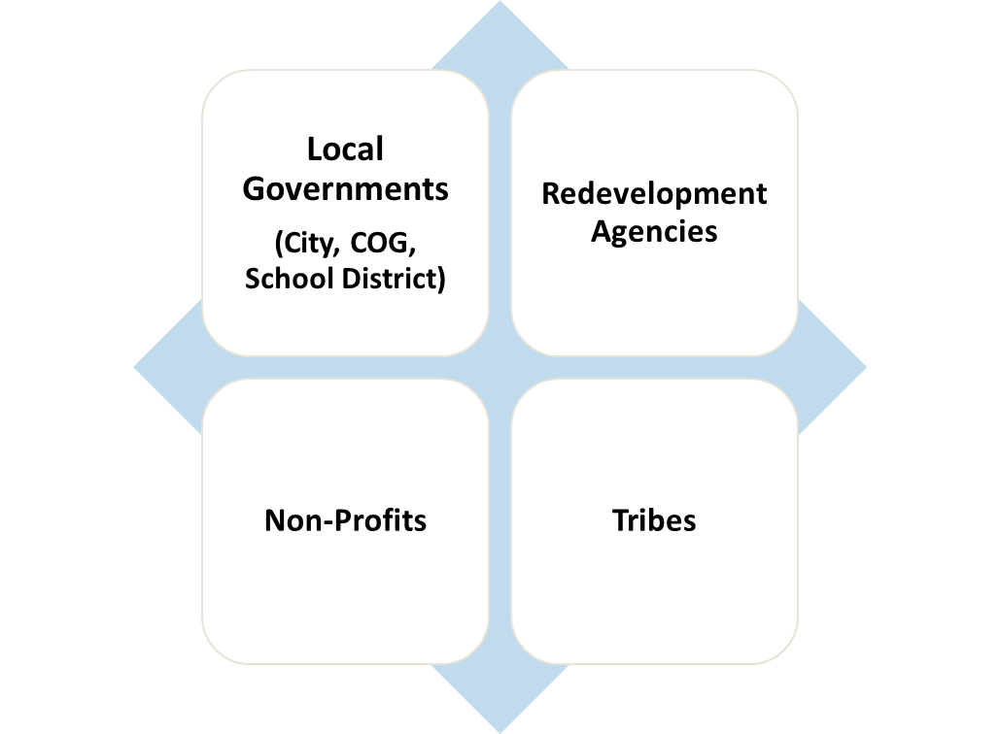 Local
Governments
(City, COG,
School District)
Redevelopment
Agencies
Non-Profits
Tribes